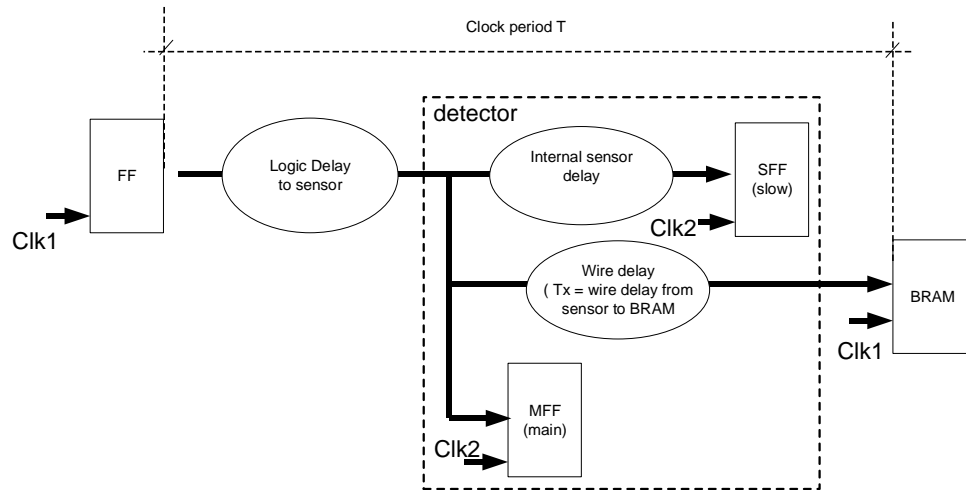 Clock period T
detector
FF
Logic Delay
to sensor
Internal sensor
delay
SFF
(slow)
Clk1
Clk2
Wire delay
( Tx = wire delay from
sensor to BRAM
BRAM
Clk1
MFF
(main)
Clk2